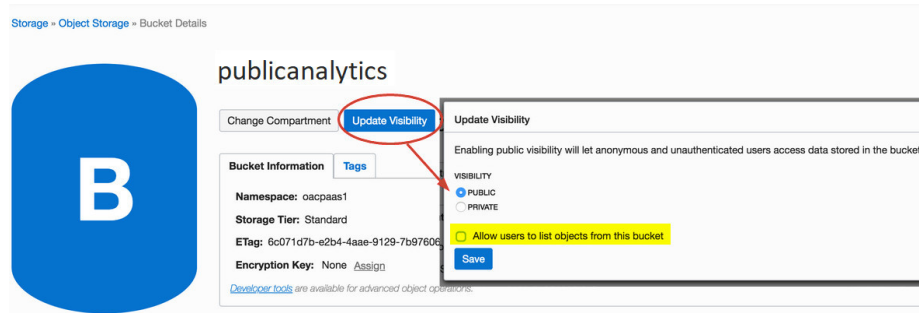 Storage » Object Storage » Bucket Details
publicanalytics
Change Compartment
Update Visibility
Bucket Information
Tags
Namespace: oacpaas1
Storage Tier: Standard
ETag: 6c071d7b-e2b4-4aae-9129-7b97606
Encryption Key: None Assign
Developer tools are available for advanced object operations.
B
Update Visibility
Enabling public visibility will let anonymous and unauthenticated users access data stored in the bucket
VISIBILITY
PUBLIC
PRIVATE
Allow users to list objects from this bucket
Save